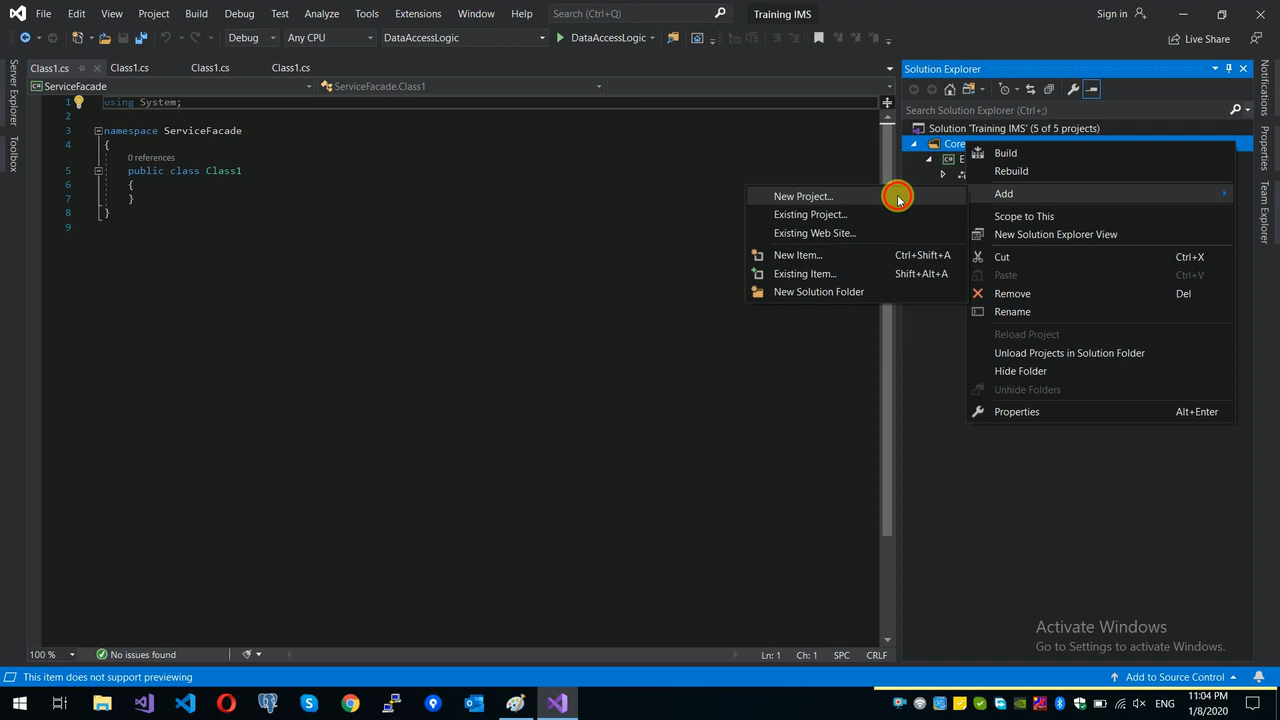 File Edit View Project Build Debug Test Analyze Tools Extensions Window Help Search (Ctrl+Q) Training IMS Sign in
Debug Any CPU DataAccessLogic DataAccessLogic Live Share
Class1.cs Class1.cs Class1.cs Class1.cs
ServiceFacade ServiceFacade.Class1
Server Explorer
Toolbox
1 using System;
2
3 namespace ServiceFacade
4 {
0 references
5 public class Class1
6 {
7 }
8 }
9
Solution Explorer
Search Solution Explorer (Ctrl+;)
Solution 'Training IMS' (5 of 5 projects)
Core
E
Build
Rebuild
Add
Scope to This
New Solution Explorer View
Cut Ctrl+X
Paste Ctrl+V
Remove Del
Rename
Reload Project
Unload Projects in Solution Folder
Hide Folder
Unhide Folders
Properties Alt+Enter
New Project...
Existing Project...
Existing Web Site...
New Item... Ctrl+Shift+A
Existing Item... Shift+Alt+A
New Solution Folder
Notifications
Properties
Team Explorer
Activate Windows
Go to Settings to activate Windows.
100 % No issues found Ln: 1 Ch: 1 SPC CRLF
This item does not support previewing Add to Source Control
ENG 11:04 PM
1/8/2020